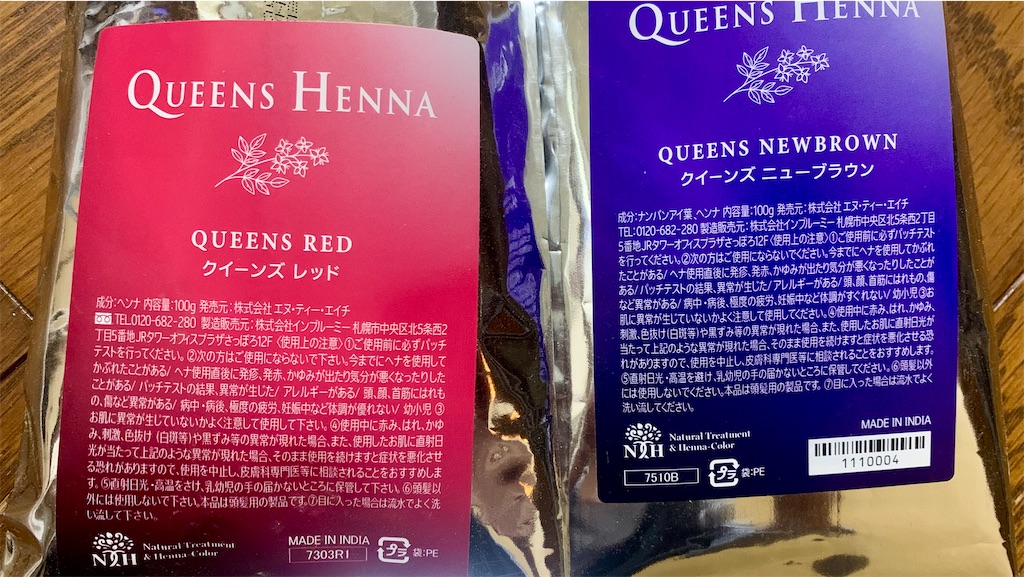 QUEENS HENNA
QUEENS RED
クイーンズ レッド
成分:ヘンナ 内容量:100g 発売元:株式会社 エヌ・ティー・エイチ
TEL0120-682-280 製造販売元:株式会社インブルーミー 札幌市中央区北5条西2
丁目5番地 JRタワーオフィスプラザさっぽろ12F 〈使用上の注意〉①ご使用前に必ずパッチ
テストを行ってください。②次の方はご使用にならないで下さい。今までにヘナを使用して
かぶれたことがある/ ヘナ使用直後に発疹、発赤、かゆみが出たり気分が悪くなったりした
ことがある/ パッチテストの結果、異常が生じた/ アレルギーがある/ 頭、顔、首筋にはれも
の、傷など異常がある/ 病中・病後、極度の疲労、妊娠中など体調が優れない/ 幼小児 ③
お肌に異常が生じていないかよく注意して使用して下さい。④使用中に赤み、はれ、かゆ
み、刺激、色抜け (白斑等)や黒ずみ等の異常が現れた場合、また、使用したお肌に直射日
光が当たって上記のような異常が現れた場合、そのまま使用を続けますと症状を悪化させ
る恐れがありますので、使用を中止し、皮膚科専門医等に相談されることをおすすめしま
す。⑤直射日光・高温をさけ、乳幼児の手の届かないところに保管して下さい。⑥頭髪以
外には使用しないで下さい。本品は頭髪用の製品です。⑦目に入った場合は流水でよく洗
い流して下さい。
NTH Natural Treatment
& Henna-Color
MADE IN INDIA
7303R1
プラ 袋:PE
QUEENS HENNA
QUEENS NEWBROWN
クイーンズ ニューブラウン
成分:ナンバンアイ葉、ヘンナ 内容量:100g 発売元:株式会社 エヌ・ティー・エイチ
TEL:0120-682-280 製造販売元:株式会社インブルーミー 札幌市中央区北5条西2丁目
5番地 JRタワーオフィスプラザさっぽろ12F 〈使用上の注意〉①ご使用前に必ずパッチテスト
を行ってください。②次の方はご使用にならないでください。今までにヘナを使用してかぶれ
たことがある/ ヘナ使用直後に発疹、発赤、かゆみが出たり気分が悪くなったりしたことが
ある/ パッチテストの結果、異常が生じた/ アレルギーがある/ 頭、顔、首筋にはれもの、傷
など異常がある/ 病中・病後、極度の疲労、妊娠中など体調がすぐれない/ 幼小児 ③お
肌に異常が生じていないかよく注意して使用してください。④使用中に赤み、はれ、かゆみ、
刺激、色抜け(白斑等)や黒ずみ等の異常が現れた場合、また、使用したお肌に直射日光が
当たって上記のような異常が現れた場合、そのまま使用を続けますと症状を悪化させる恐
れがありますので、使用を中止し、皮膚科専門医等に相談されることをおすすめします。
⑤直射日光・高温を避け、乳幼児の手の届かないところに保管してください。⑥頭髪以外
には使用しないでください。本品は頭髪用の製品です。⑦目に入った場合は流水でよく
洗い流してください。
NTH Natural Treatment
& Henna-Color
MADE IN INDIA
7510B
プラ 袋:PE
1110004